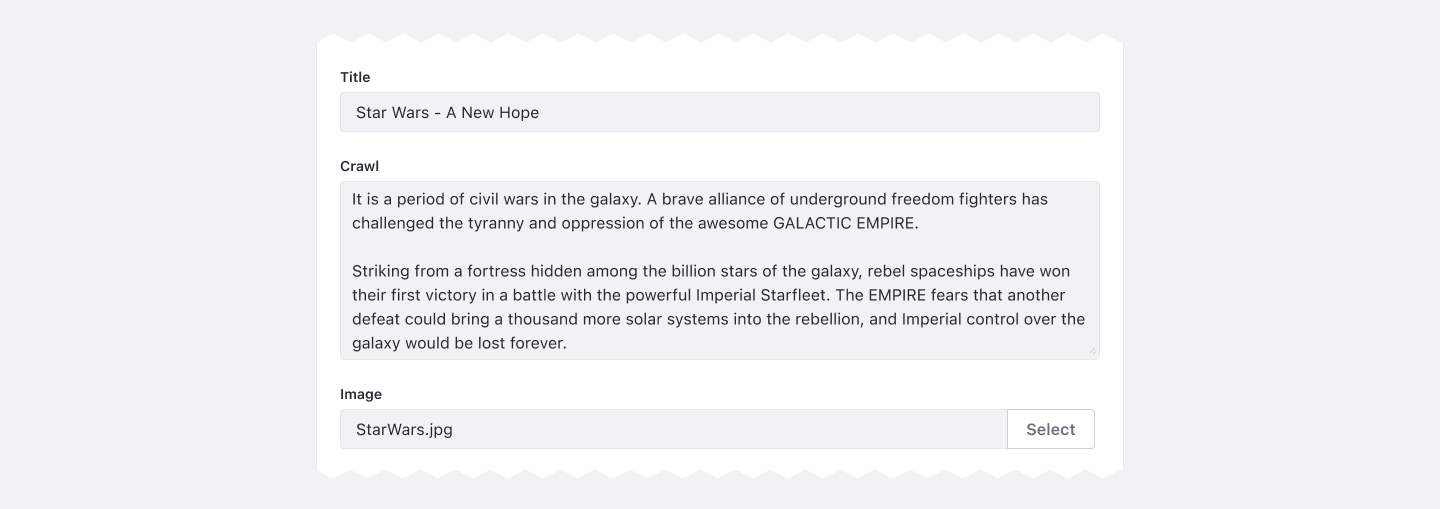 Title
Star Wars - A New Hope
Crawl
It is a period of civil wars in the galaxy. A brave alliance of underground freedom fighters has
challenged the tyranny and oppression of the awesome GALACTIC EMPIRE.
Striking from a fortress hidden among the billion stars of the galaxy, rebel spaceships have won
their first victory in a battle with the powerful Imperial Starfleet. The EMPIRE fears that another
defeat could bring a thousand more solar systems into the rebellion, and Imperial control over the
galaxy would be lost forever.
Image
StarWars.jpg
Select